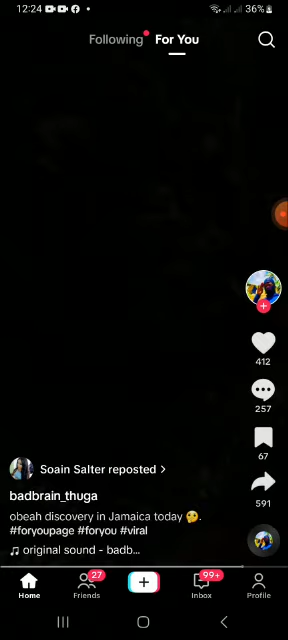 12:24
36%
Following
For You
412
257
67
591
Soain Salter reposted >
badbrain_thuga
obeah discovery in Jamaica today 🤔.
#foryoupage #foryou #viral
original sound - badb...
27
99+
Home
Friends
Inbox
Profile